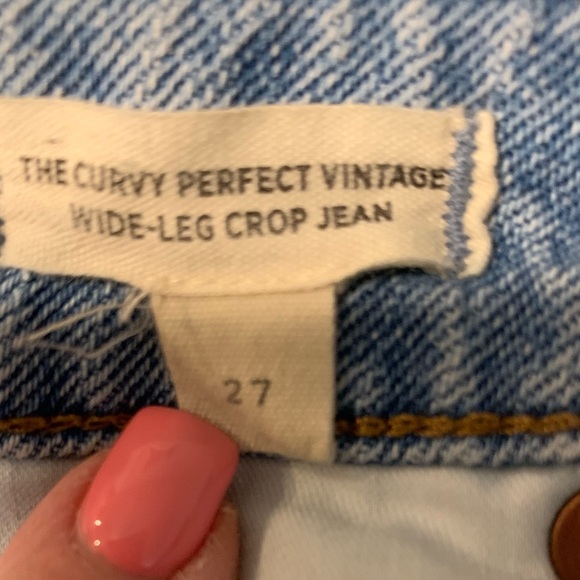 THE CURVY PERFECT VINTAGE
WIDE-LEG CROP JEAN
27